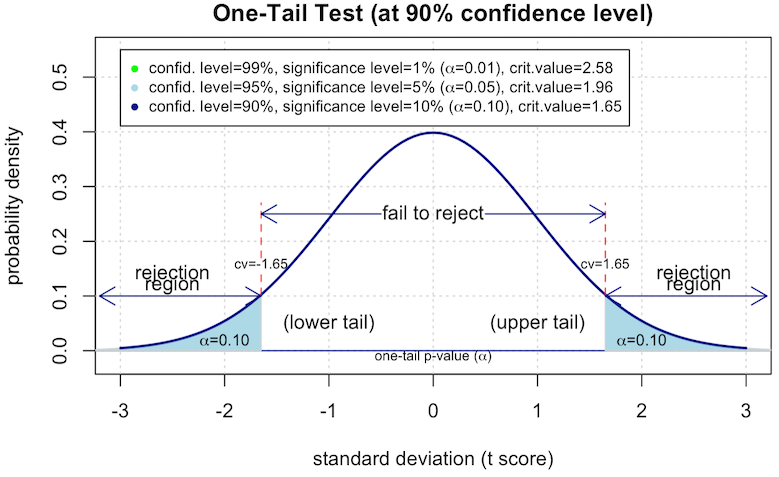 One-Tail Test (at 90% confidence level)
confid. level=99%, significance level=1% (α=0.01), crit.value=2.58
confid. level=95%, significance level=5% (α=0.05), crit.value=1.96
confid. level=90%, significance level=10% (α=0.10), crit.value=1.65
probability density
0.5
0.4
0.3
0.2
0.1
0.0
fail to reject
cv=-1.65
cv=1.65
rejection
region
rejection
region
(lower tail)
(upper tail)
α=0.10
α=0.10
one-tail p-value (α)
-3 -2 -1 0 1 2 3
standard deviation (t score)